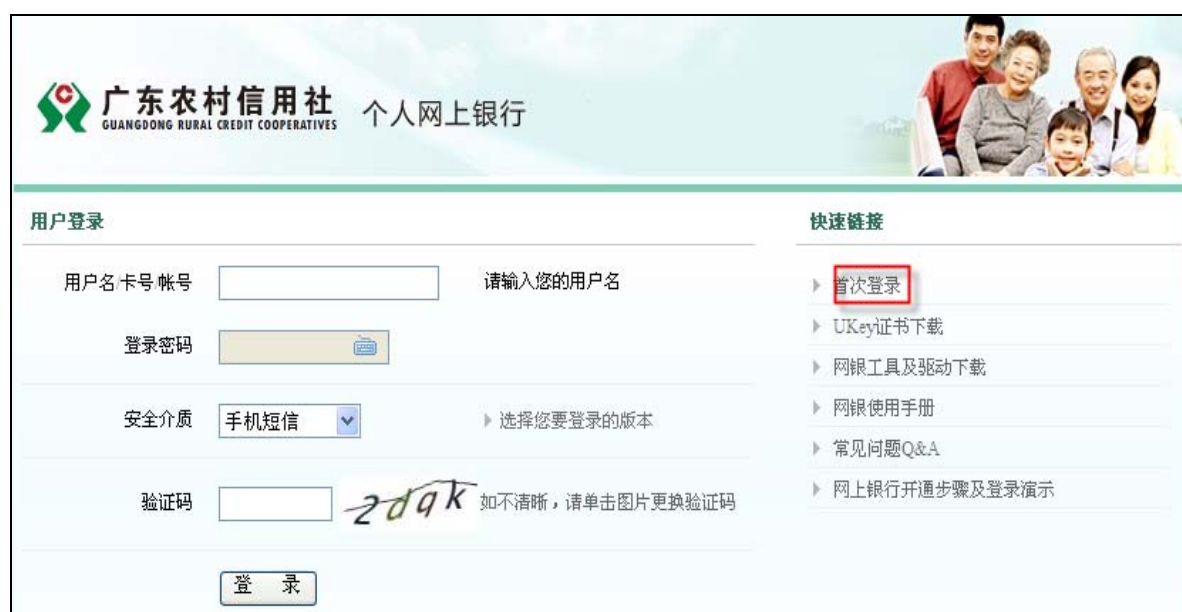 广东农村信用社 个人网上银行
GUANGDONG RURAL CREDIT COOPERATIVES
用户登录
用户名/卡号/帐号 请输入您的用户名
登录密码
安全介质 手机短信 选择您要登录的版本
验证码 2dqk 如不清晰，请单击图片更换验证码
登 录
快速链接
首次登录
UKey证书下载
网银工具及驱动下载
网银使用手册
常见问题Q&A
网上银行开通步骤及登录演示